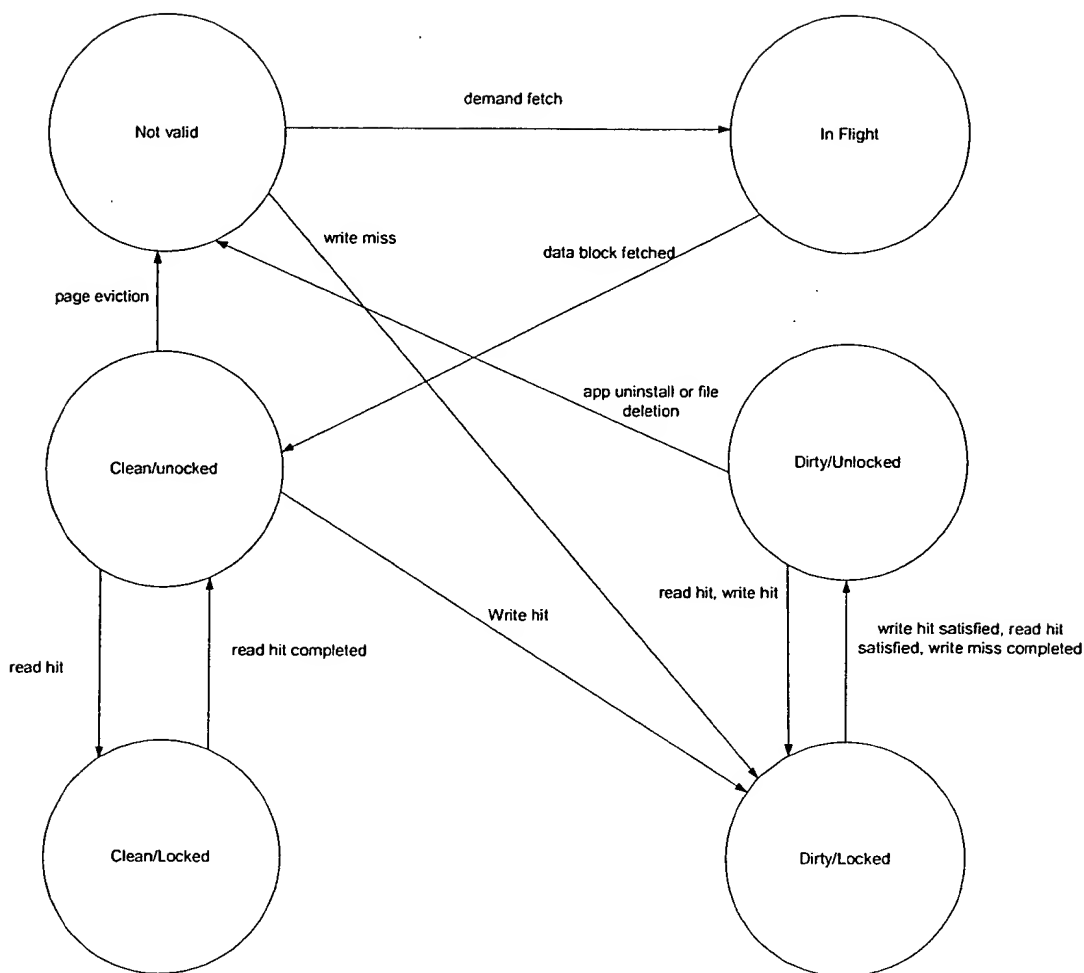 demand fetch
Not valid
In Flight
write miss
data block fetched
page eviction
app uninstall or file
deletion
Clean/unocked
Dirty/Unlocked
read hit, write hit
Write hit
write hit satisfied, read hit
satisfied, write miss completed
read hit completed
read hit
Clean/Locked
Dirty/Locked